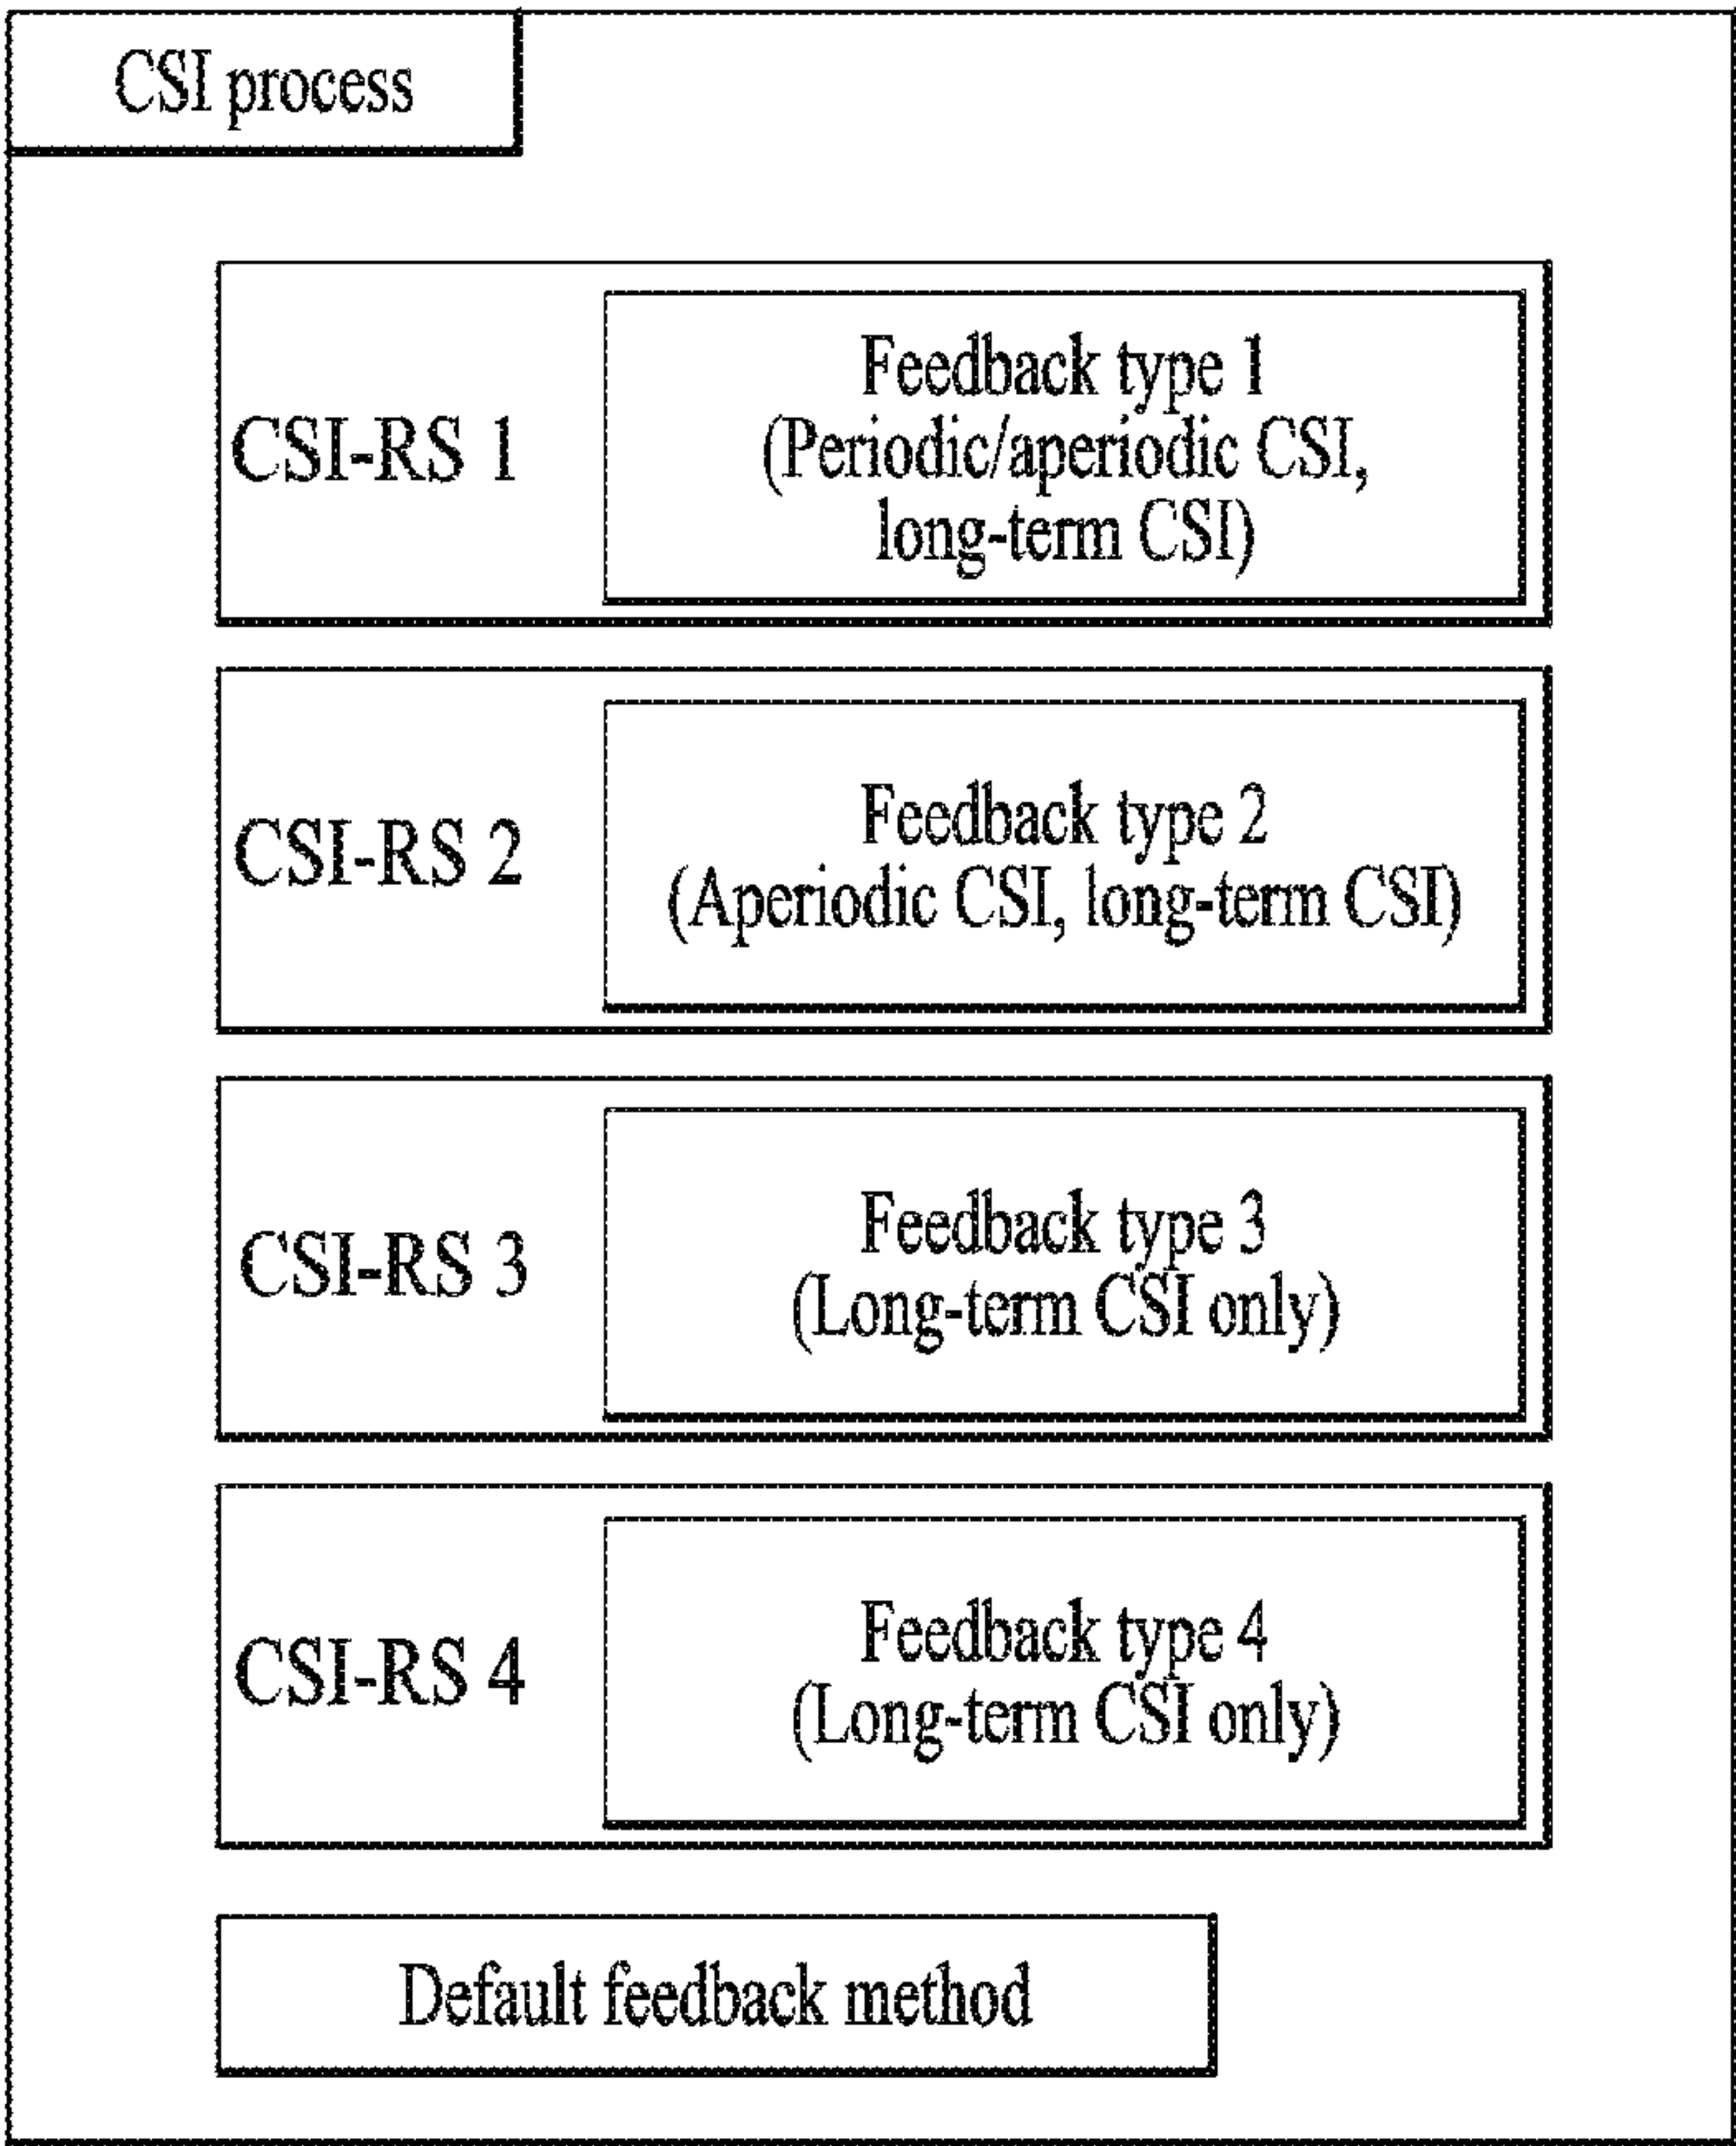 CSI process
CSI-RS 1
Feedback type 1
(Periodic/aperiodic CSI,
long-term CSI)
CSI-RS 2
Feedback type 2
(Aperiodic CSI, long-term CSI)
CSI-RS 3
Feedback type 3
(Long-term CSI only)
CSI-RS 4
Feedback type 4
(Long-term CSI only)
Default feedback method